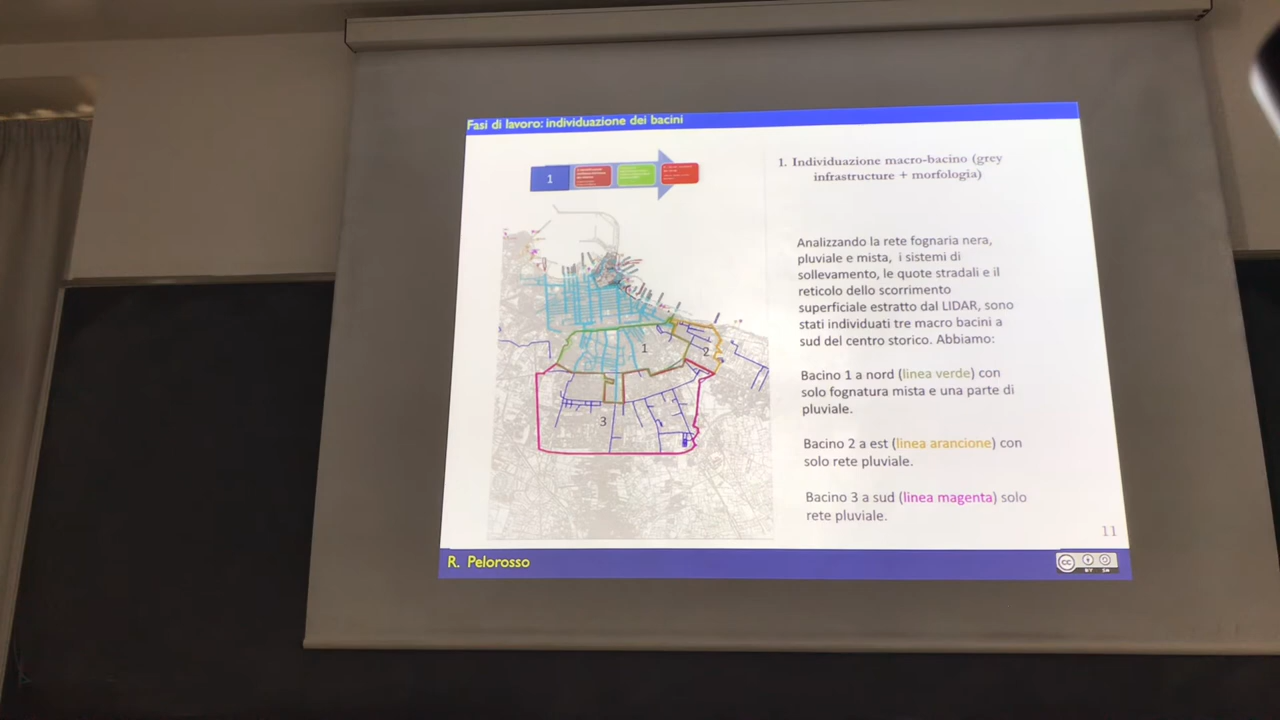 Fasi di lavoro: individuazione dei bacini
1
1. Individuazione macro-bacino (grey
infrastructure + morfologia)
Analizzando la rete fognaria nera,
pluviale e mista, i sistemi di
sollevamento, le quote stradali e il
reticolo dello scorrimento
superficiale estratto dal LIDAR, sono
stati individuati tre macro bacini a
sud del centro storico. Abbiamo:
Bacino 1 a nord (linea verde) con
solo fognatura mista e una parte di
pluviale.
Bacino 2 a est (linea arancione) con
solo rete pluviale.
Bacino 3 a sud (linea magenta) solo
rete pluviale.
1
2
3
11
R. Pelorosso
cc
BY SA